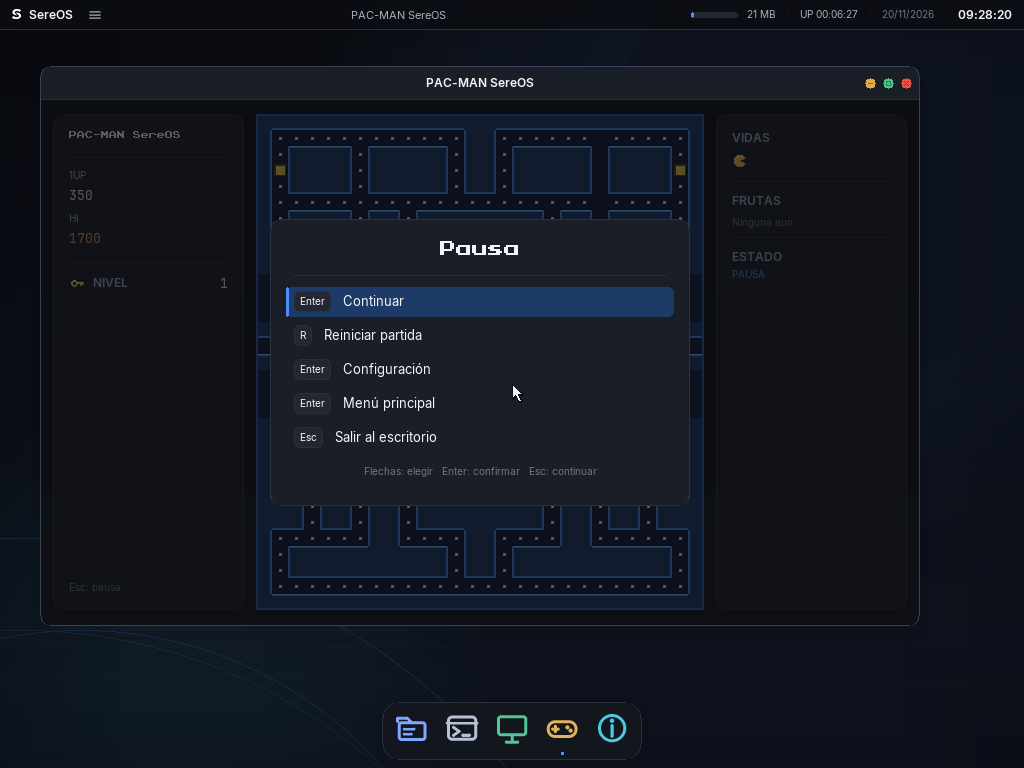 SereOS
PAC-MAN SereOS
21 MB
UP 00:06:27
20/11/2026
09:28:20
PAC-MAN SereOS
PAC-MAN SereOS
1UP
350
HI
1700
NIVEL 1
Esc: pausa
Pausa
Enter Continuar
R Reiniciar partida
Enter Configuración
Enter Menú principal
Esc Salir al escritorio
Flechas: elegir Enter: confirmar Esc: continuar
VIDAS
FRUTAS
Ninguna aun
ESTADO
PAUSA